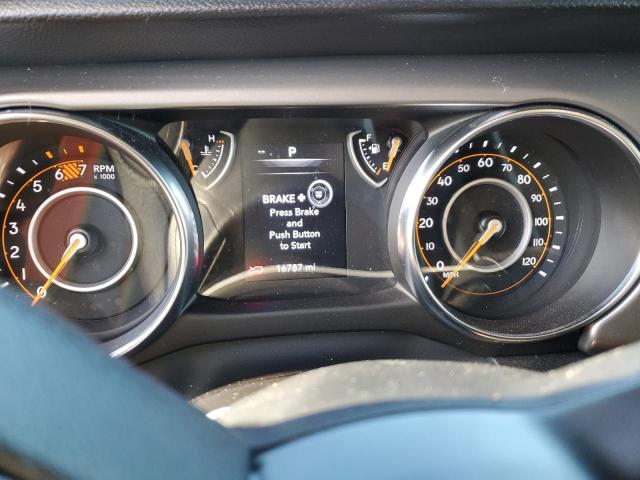 7
6
5
4
3
2
1
0
RPM
x 1000
H
-- P
BRAKE +
Press Brake
and
Push Button
to Start
16787 mi
F
E
0
10
20
30
40
60
70
80
90
100
110
120
MPH